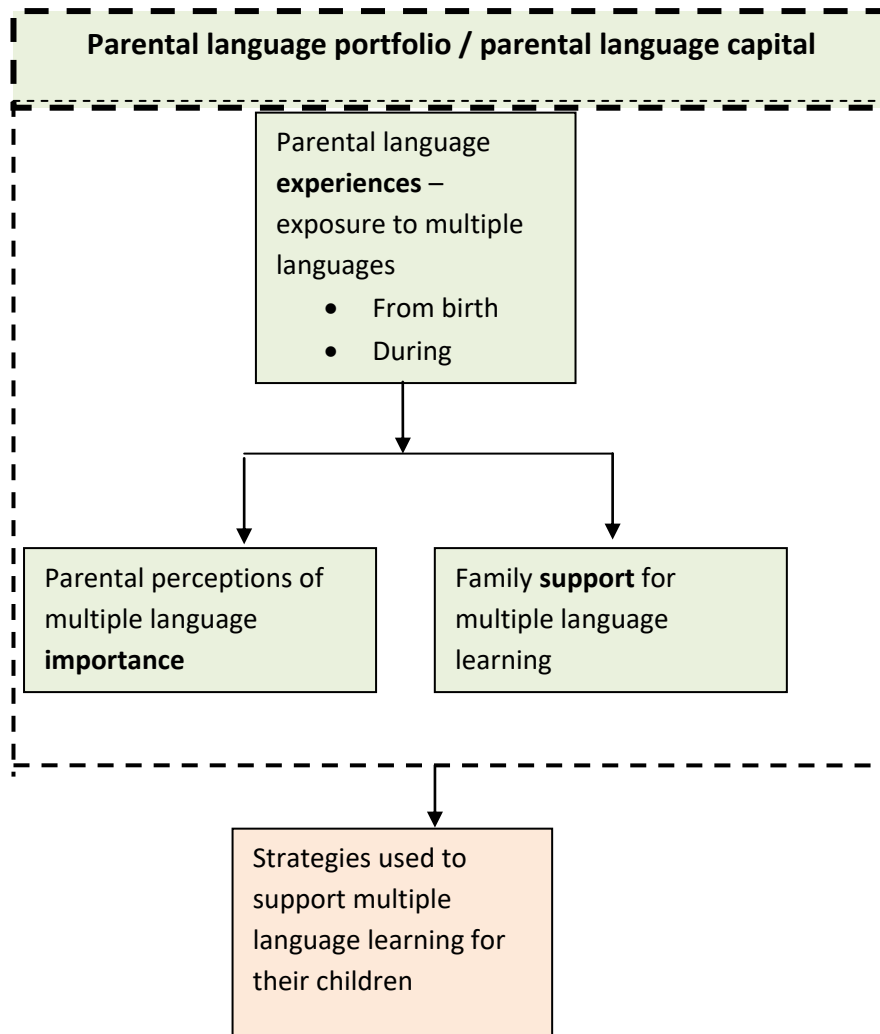 Parental language portfolio / parental language capital
Parental language
experiences –
exposure to multiple
languages
• From birth
• During
Parental perceptions of
multiple language
importance
Family support for
multiple language
learning
Strategies used to
support multiple
language learning for
their children